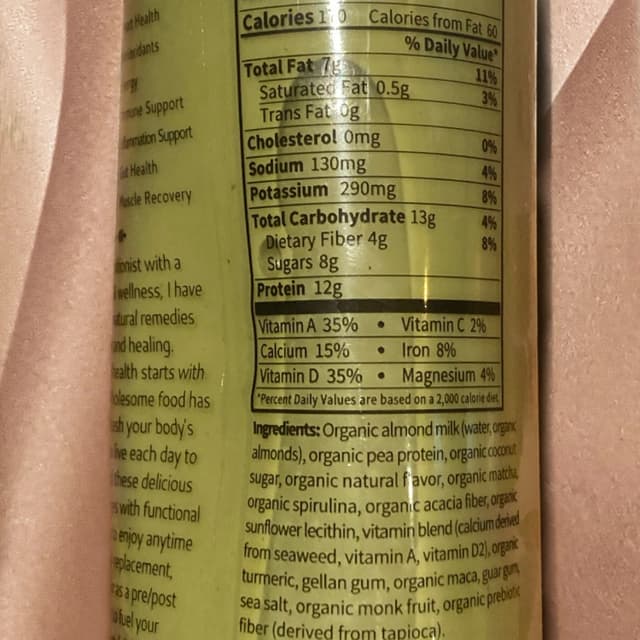 Health
Support
Support
Health
Muscle Recovery
with a
wellness, I have
natural remedies
and healing.
health starts with
wholesome food has
your body's
live each day to
these delicious
with functional
enjoy anytime
replacement,
as a pre/post
fuel your
Calories Calories from Fat 60
% Daily Value*
Total Fat 7g 11%
Saturated Fat 0.5g 3%
Trans Fat 0g
Cholesterol 0mg 0%
Sodium 130mg 4%
Potassium 290mg 8%
Total Carbohydrate 13g 4%
Dietary Fiber 4g 8%
Sugars 8g
Protein 12g
Vitamin A 35% • Vitamin C 2%
Calcium 15% • Iron 8%
Vitamin D 35% • Magnesium 4%
*Percent Daily Values are based on a 2,000 calorie diet.
Ingredients: Organic almond milk (water, organic
almonds), organic pea protein, organic coconut
sugar, organic natural flavor, organic matcha,
organic spirulina, organic acacia fiber, organic
sunflower lecithin, vitamin blend (calcium derived
from seaweed, vitamin A, vitamin D2), organic
turmeric, gellan gum, organic maca, guar gum,
sea salt, organic monk fruit, organic prebiotic
fiber (derived from tapioca).